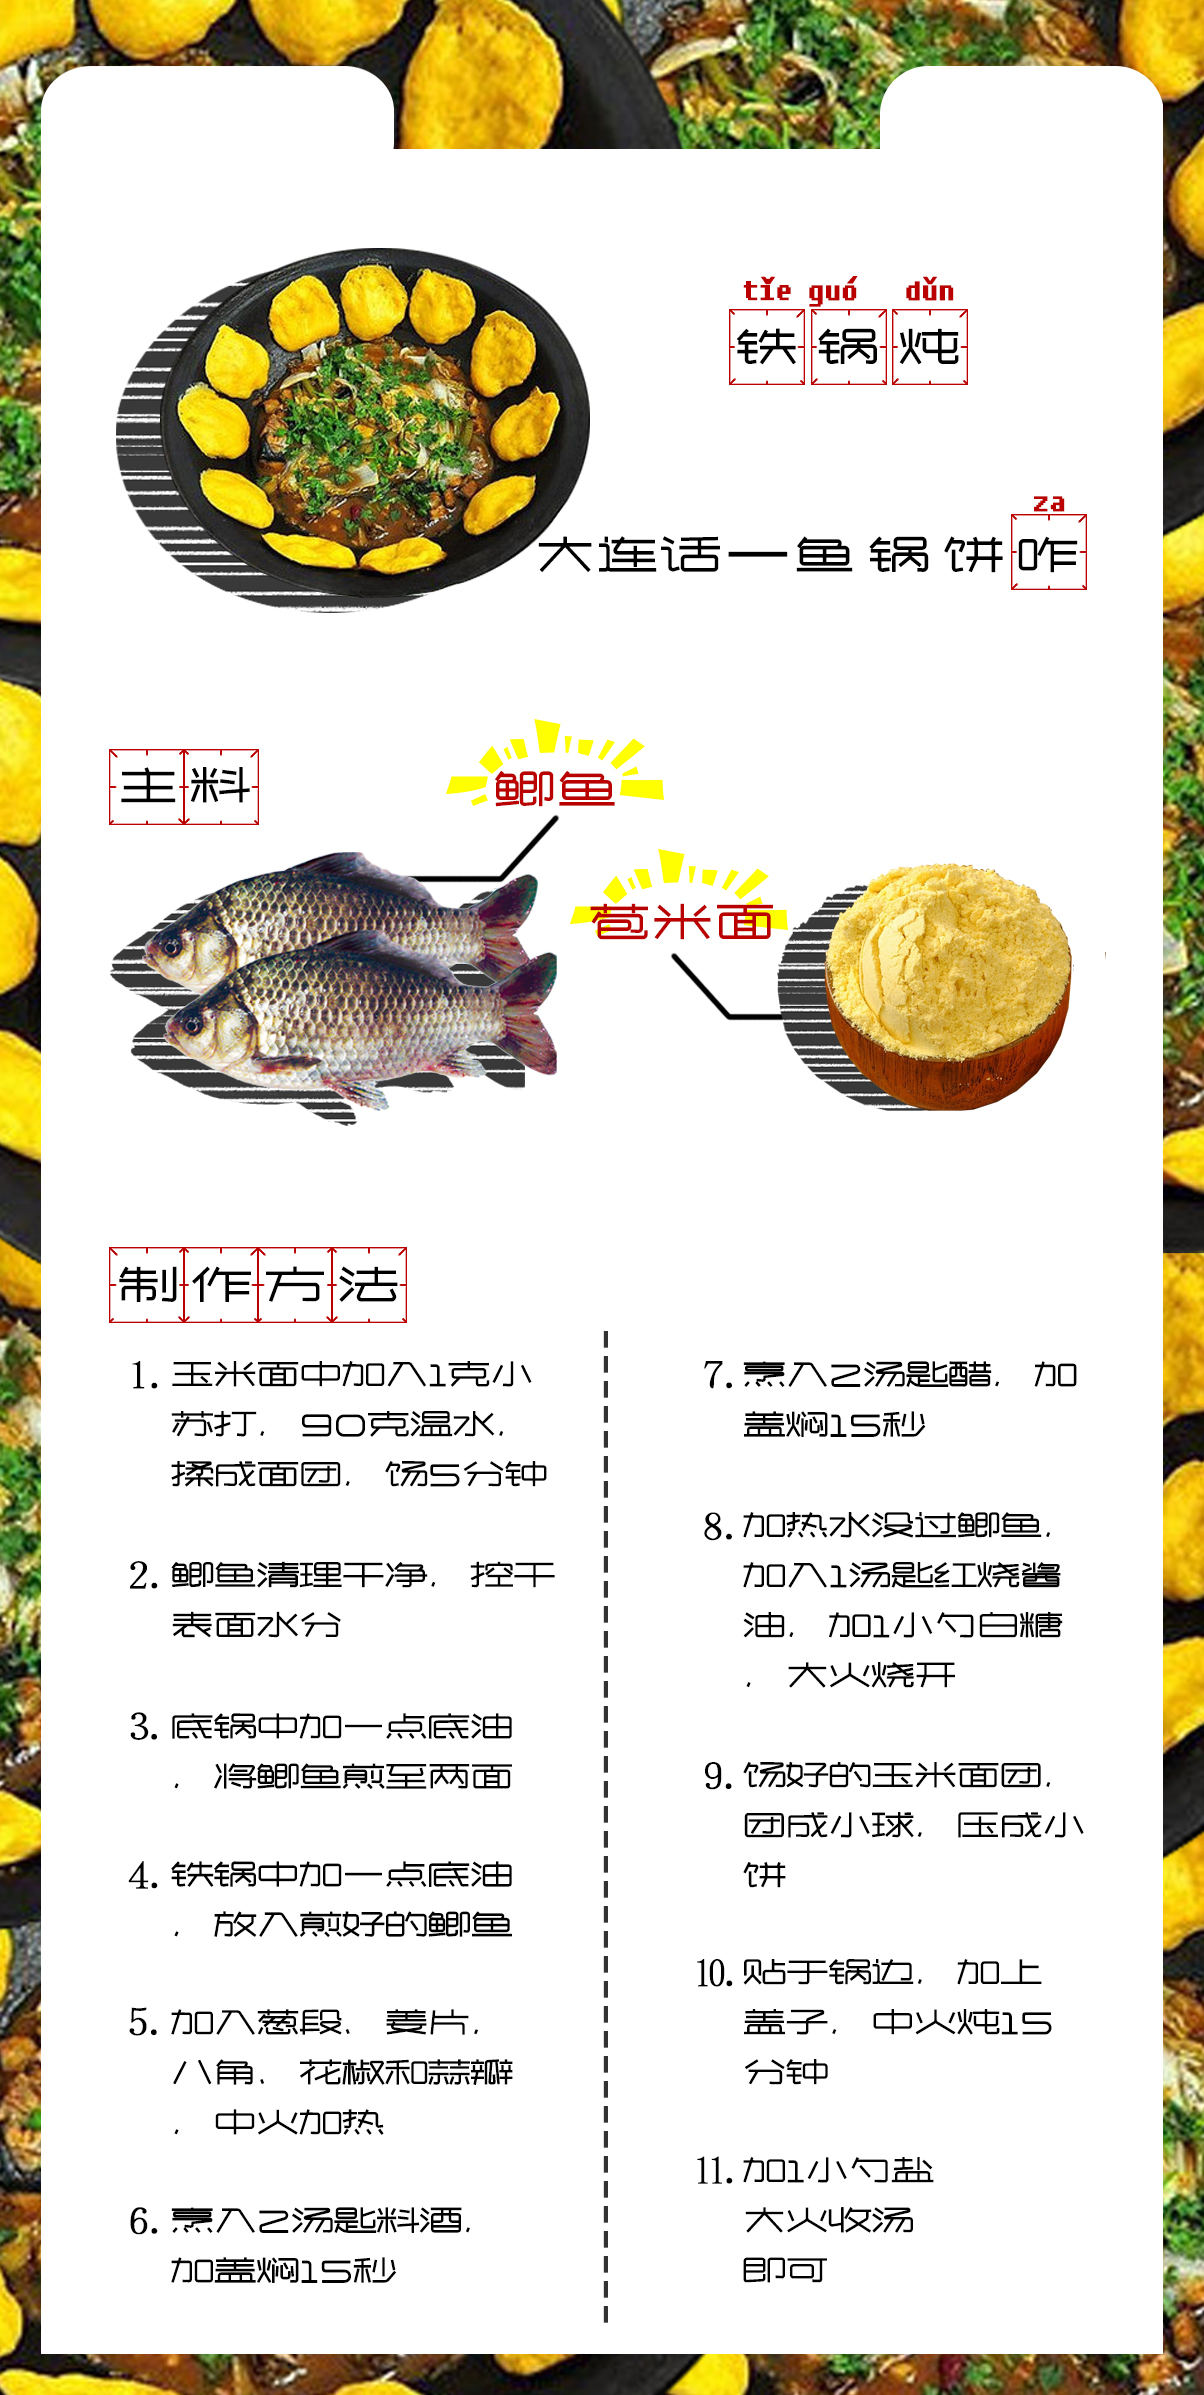 tǐe guó dǔn
铁锅炖
za
大连话一鱼锅饼咋
主料
鲫鱼
苞米面
制作方法
1. 玉米面中加入1克小
苏打，90克温水，
揉成面团，饧5分钟
2. 鲫鱼清理干净，控干
表面水分
3. 底锅中加一点底油
，将鲫鱼煎至两面
4. 铁锅中加一点底油
，放入煎好的鲫鱼
5. 加入葱段、姜片，
八角、花椒和蒜瓣
，中火加热
6. 烹入2汤匙料酒，
加盖焖15秒
7. 烹入2汤匙醋，加
盖焖15秒
8. 加热水没过鲫鱼，
加入1汤匙红烧酱
油，加1小勺白糖
，大火烧开
9. 饧好的玉米面团，
团成小球，压成小
饼
10. 贴于锅边，加上
盖子，中火炖15
分钟
11. 加1小勺盐
大火收汤
即可